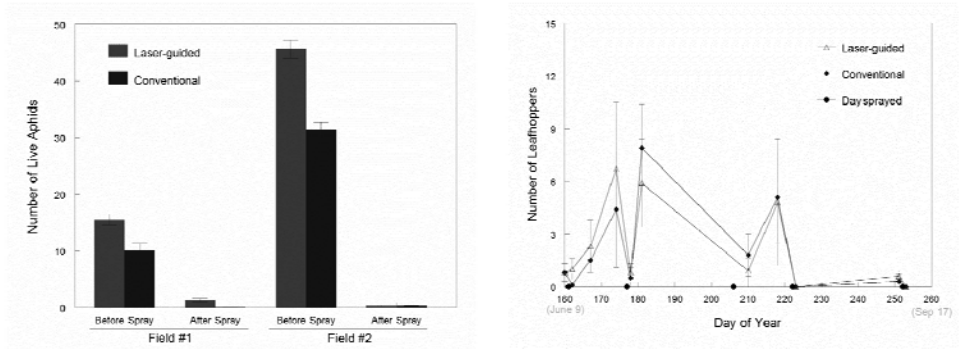 50
40
30
20
10
0
Number of Live Aphids
Laser-guided
Conventional
Before Spray After Spray Before Spray After Spray
Field #1 Field #2
15
12
9
6
3
0
Number of Leafhoppers
Laser-guided
Conventional
Day sprayed
160 170 180 190 200 210 220 230 240 250 260
(June 9) (Sep 17)
Day of Year